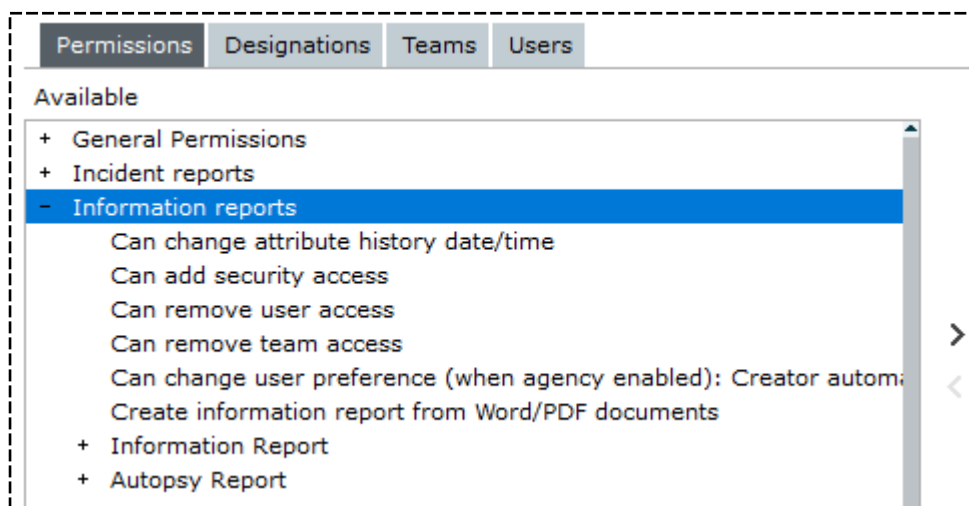 Permissions Designations Teams Users
Available
+ General Permissions
+ Incident reports
- Information reports
Can change attribute history date/time
Can add security access
Can remove user access
Can remove team access
Can change user preference (when agency enabled): Creator
Create information report from Word/PDF documents
+ Information Report
+ Autopsy Report